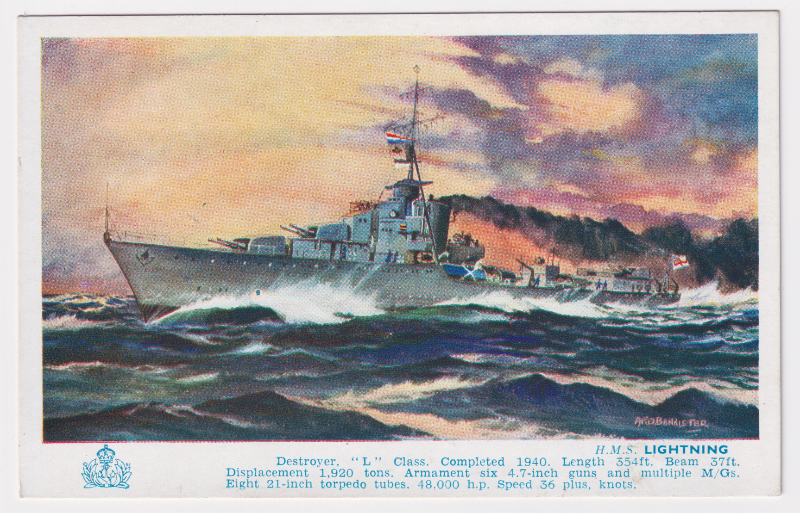 A.F.D. BANNISTER.
H.M.S. LIGHTNING
Destroyer, "L" Class. Completed 1940. Length 354ft. Beam 37ft.
Displacement 1,920 tons. Armament six 4.7-inch guns and multiple M/Gs.
Eight 21-inch torpedo tubes. 48,000 h.p. Speed 36 plus, knots.